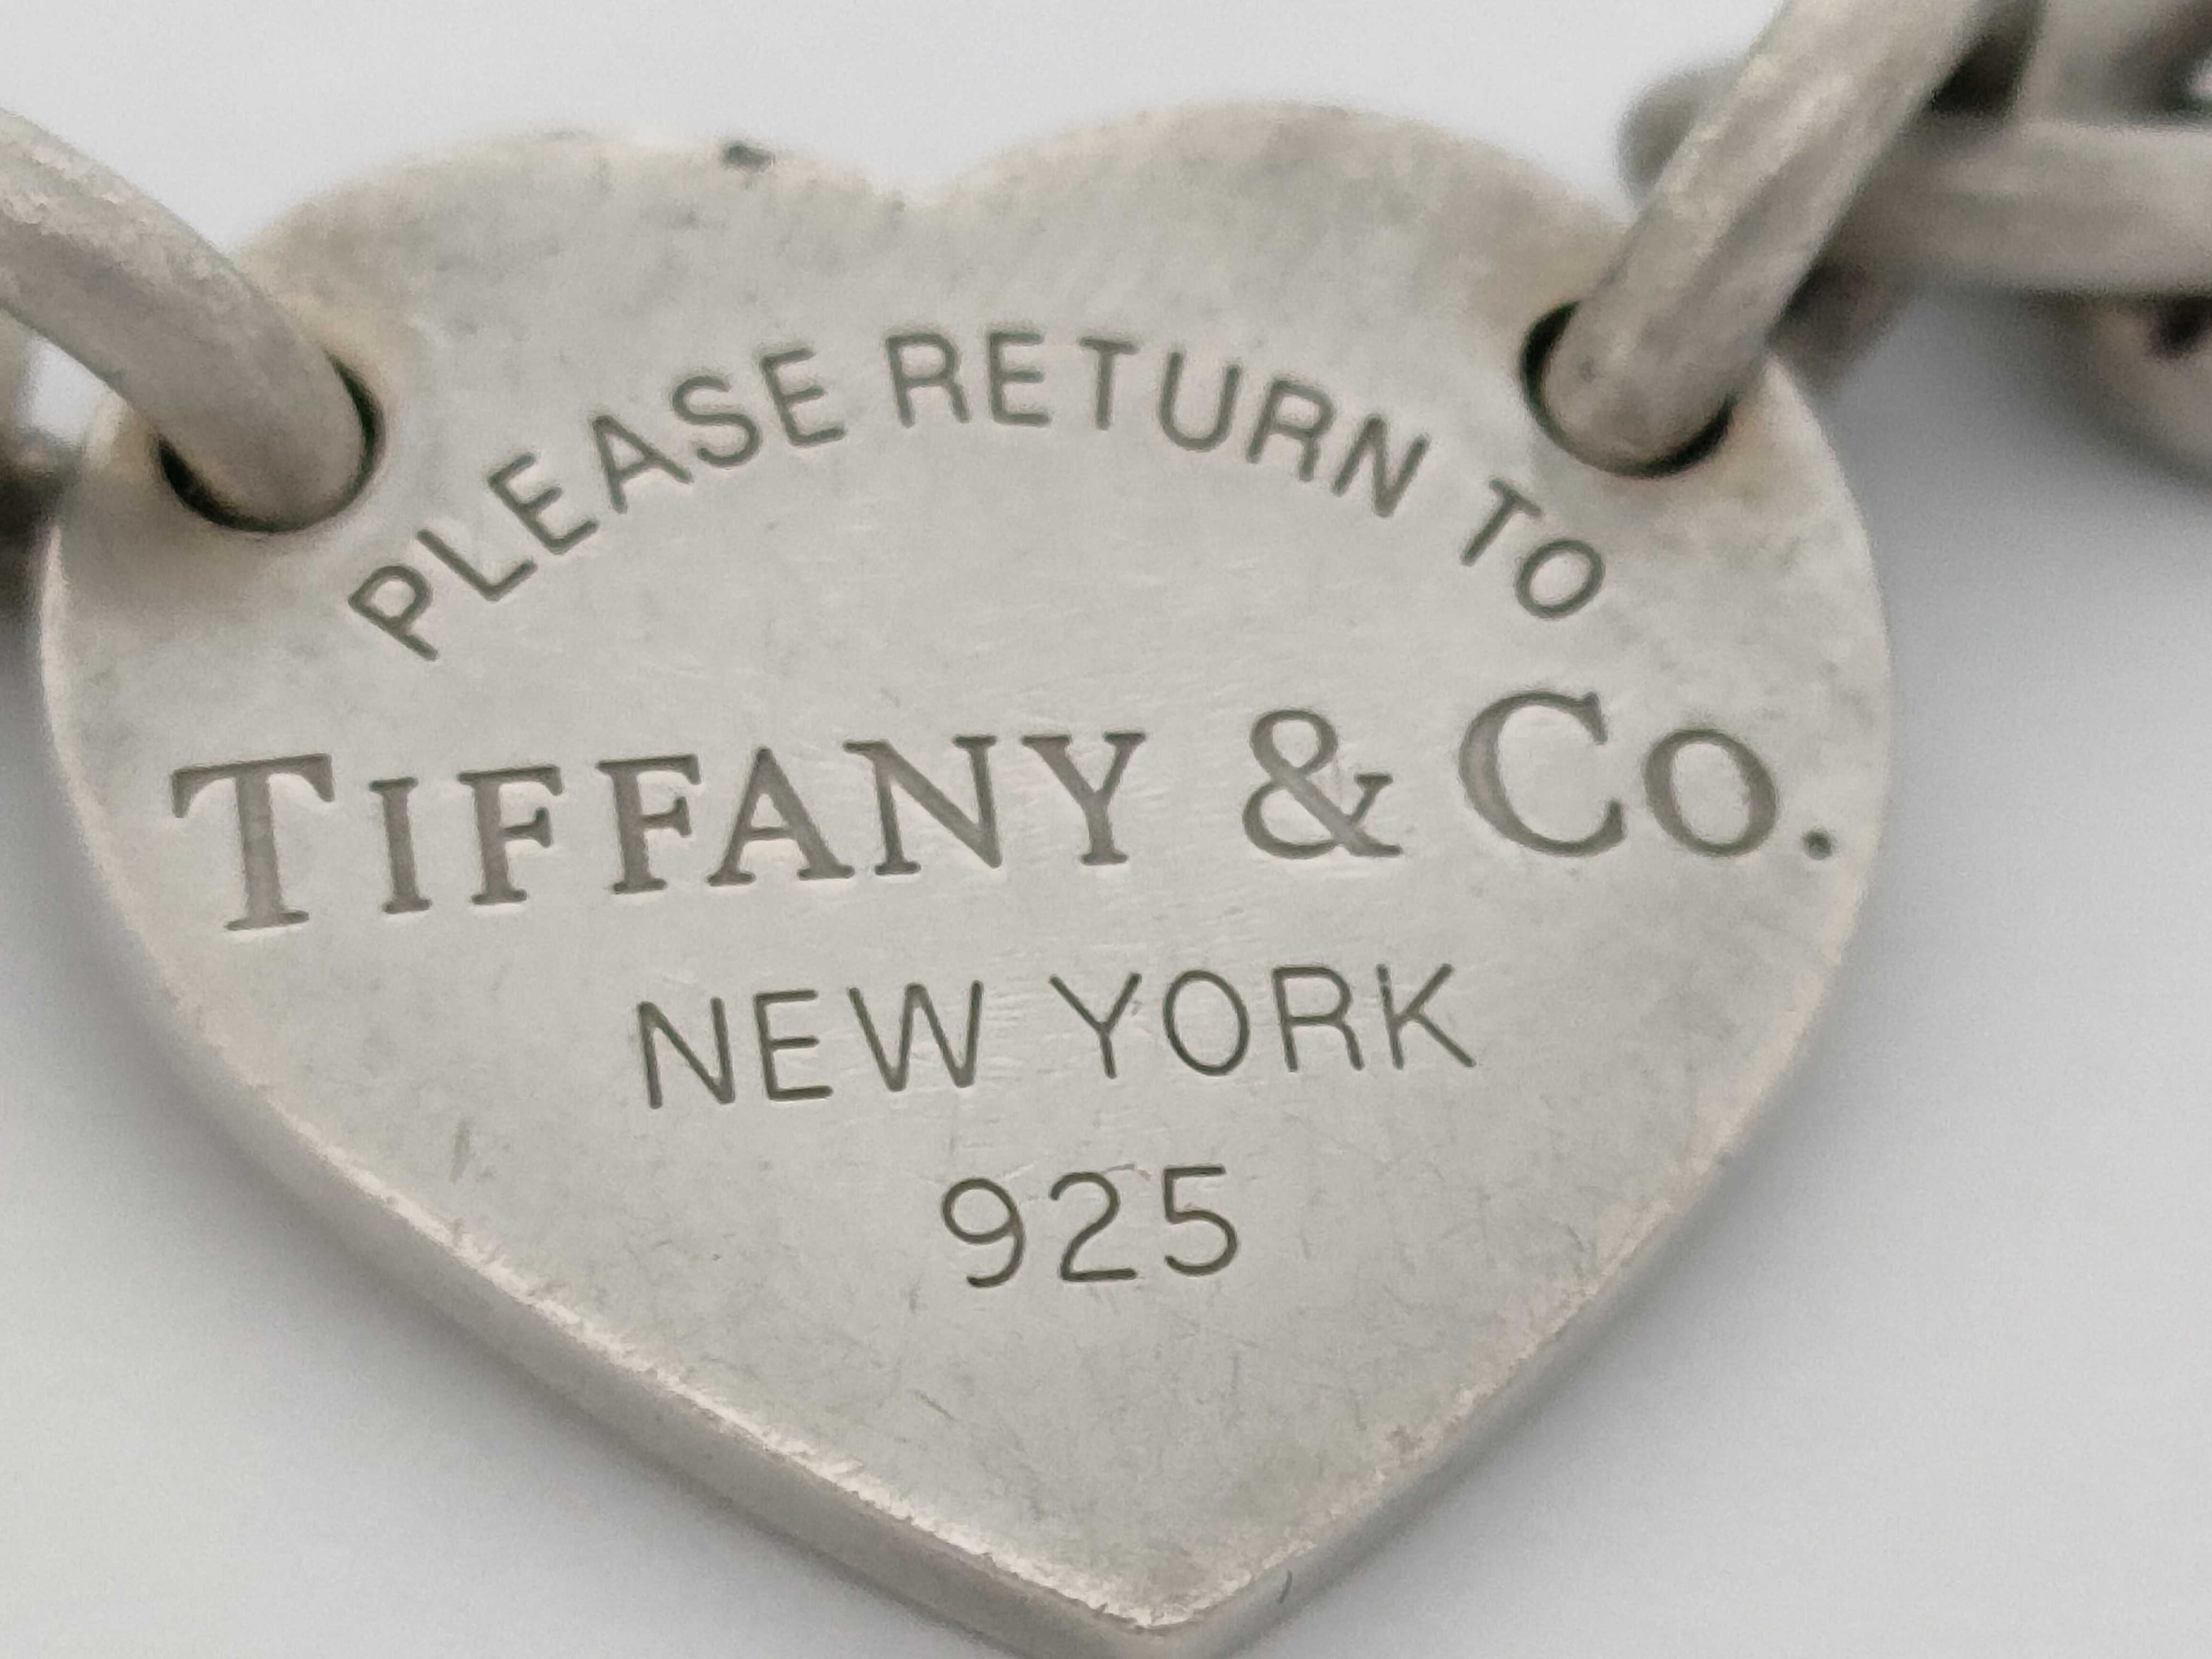 PLEASE RETURN TO
TIFFANY & CO.
NEW YORK
925